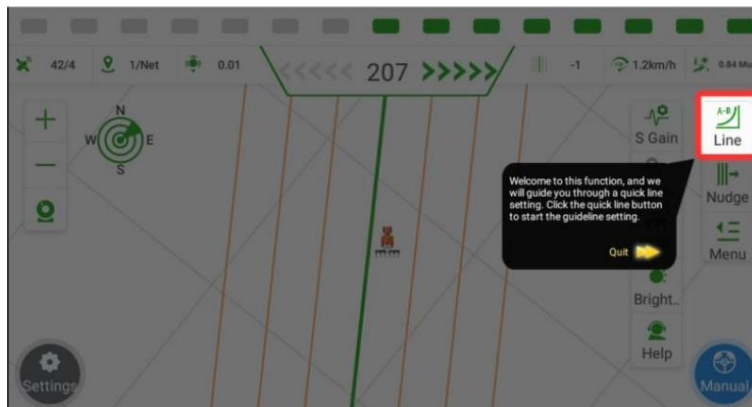 42/4
1/Net
0.01
<<<<< 207 >>>>>
-1
1.2km/h
0.84 Mu
N
W E
S
S Gain
A-B
Line
Welcome to this function, and we
will guide you through a quick line
setting. Click the quick line button
to start the guideline setting.
Quit
Nudge
Menu
Bright..
Help
Settings
Manual